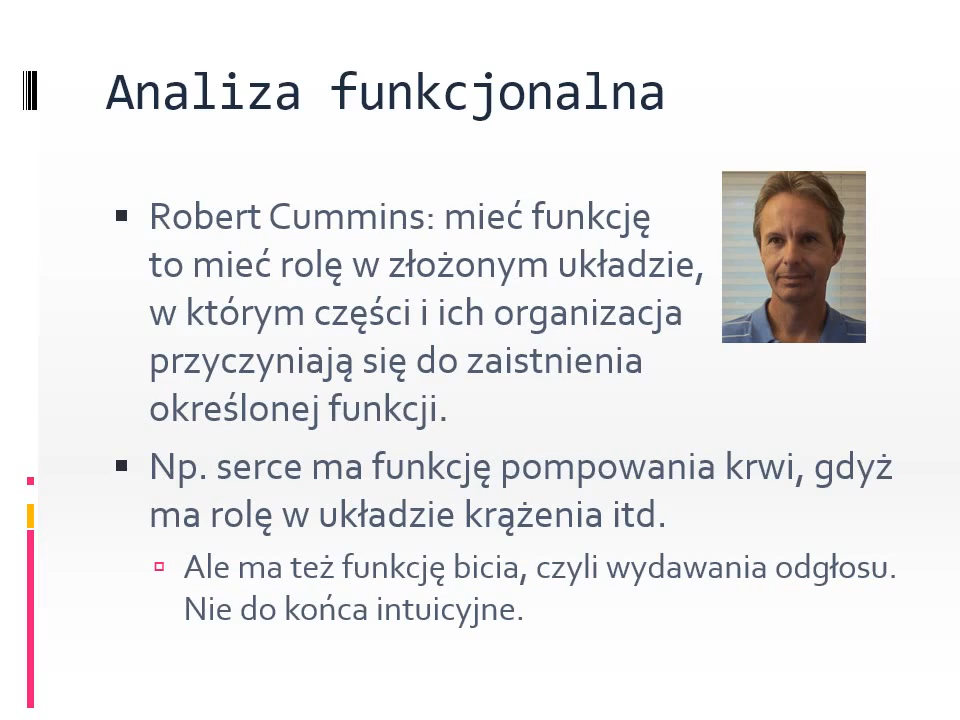 Analiza funkcjonalna
Robert Cummins: mieć funkcję
to mieć rolę w złożonym układzie,
w którym części i ich organizacja
przyczyniają się do zaistnienia
określonej funkcji.
Np. serce ma funkcję pompowania krwi, gdyż
ma rolę w układzie krążenia itd.
Ale ma też funkcję bicia, czyli wydawania odgłosu.
Nie do końca intuicyjne.